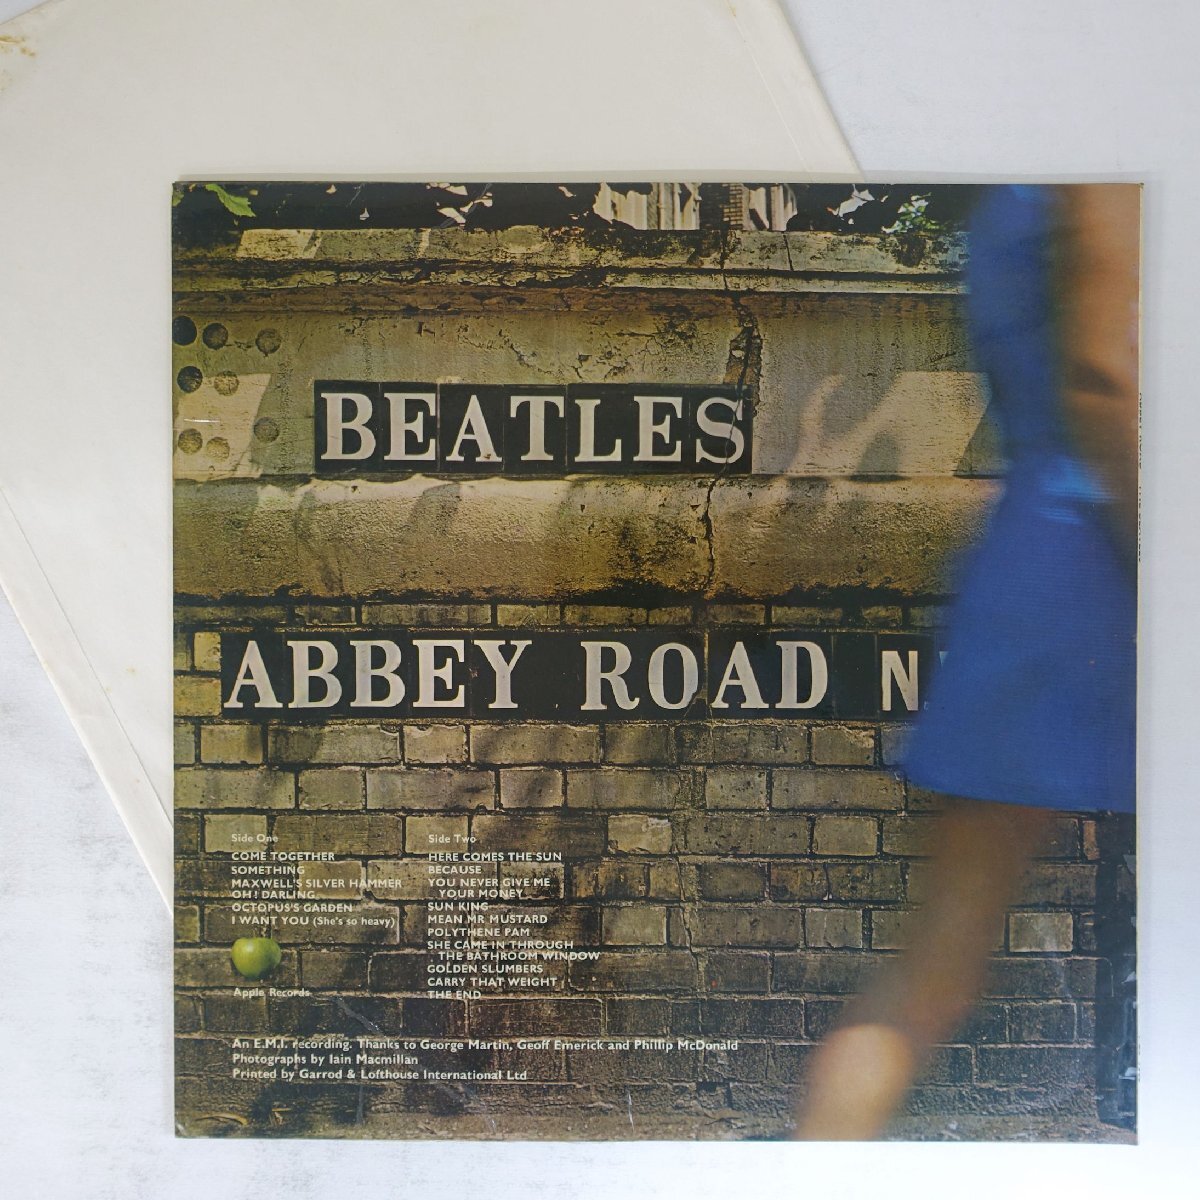 BEATLES
ABBEY ROAD N
Side One
COME TOGETHER
SOMETHING
MAXWELL'S SILVER HAMMER
OH! DARLING
OCTOPUS'S GARDEN
I WANT YOU (She's so heavy)
Apple Records
Side Two
HERE COMES THE SUN
BECAUSE
YOU NEVER GIVE ME
YOUR MONEY
SUN KING
MEAN MR MUSTARD
POLYTHENE PAM
SHE CAME IN THROUGH
THE BATHROOM WINDOW
GOLDEN SLUMBERS
CARRY THAT WEIGHT
THE END
An E.M.I. recording. Thanks to George Martin, Geoff Emerick and Phillip McDonald
Photographs by Iain Macmillan
Printed by Garrod & Lofthouse International Ltd